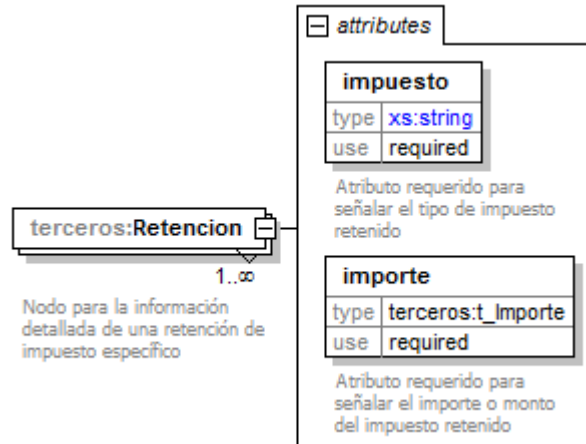 attributes
impuesto
type xs:string
use required
Atributo requerido para
señalar el tipo de impuesto
retenido
terceros:Retencion
1..∞
Nodo para la información
detallada de una retención de
impuesto específico
importe
type terceros:t_Importe
use required
Atributo requerido para
señalar el importe o monto
del impuesto retenido